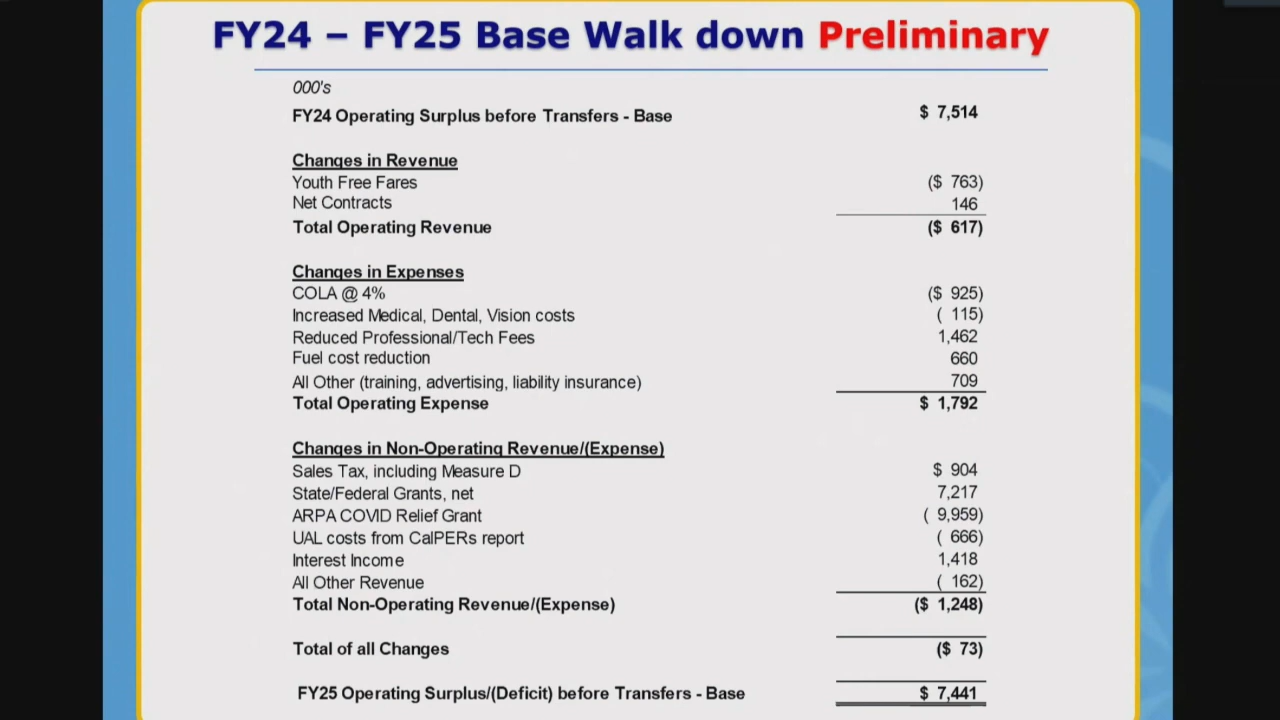 FY24 – FY25 Base Walk down Preliminary
000's
FY24 Operating Surplus before Transfers - Base $ 7,514
Changes in Revenue
Youth Free Fares ($ 763)
Net Contracts 146
Total Operating Revenue ($ 617)
Changes in Expenses
COLA @ 4% ($ 925)
Increased Medical, Dental, Vision costs ( 115)
Reduced Professional/Tech Fees 1,462
Fuel cost reduction 660
All Other (training, advertising, liability insurance) 709
Total Operating Expense $ 1,792
Changes in Non-Operating Revenue/(Expense)
Sales Tax, including Measure D $ 904
State/Federal Grants, net 7,217
ARPA COVID Relief Grant ( 9,959)
UAL costs from CalPERs report ( 666)
Interest Income 1,418
All Other Revenue ( 162)
Total Non-Operating Revenue/(Expense) ($ 1,248)
Total of all Changes ($ 73)
FY25 Operating Surplus/(Deficit) before Transfers - Base $ 7,441